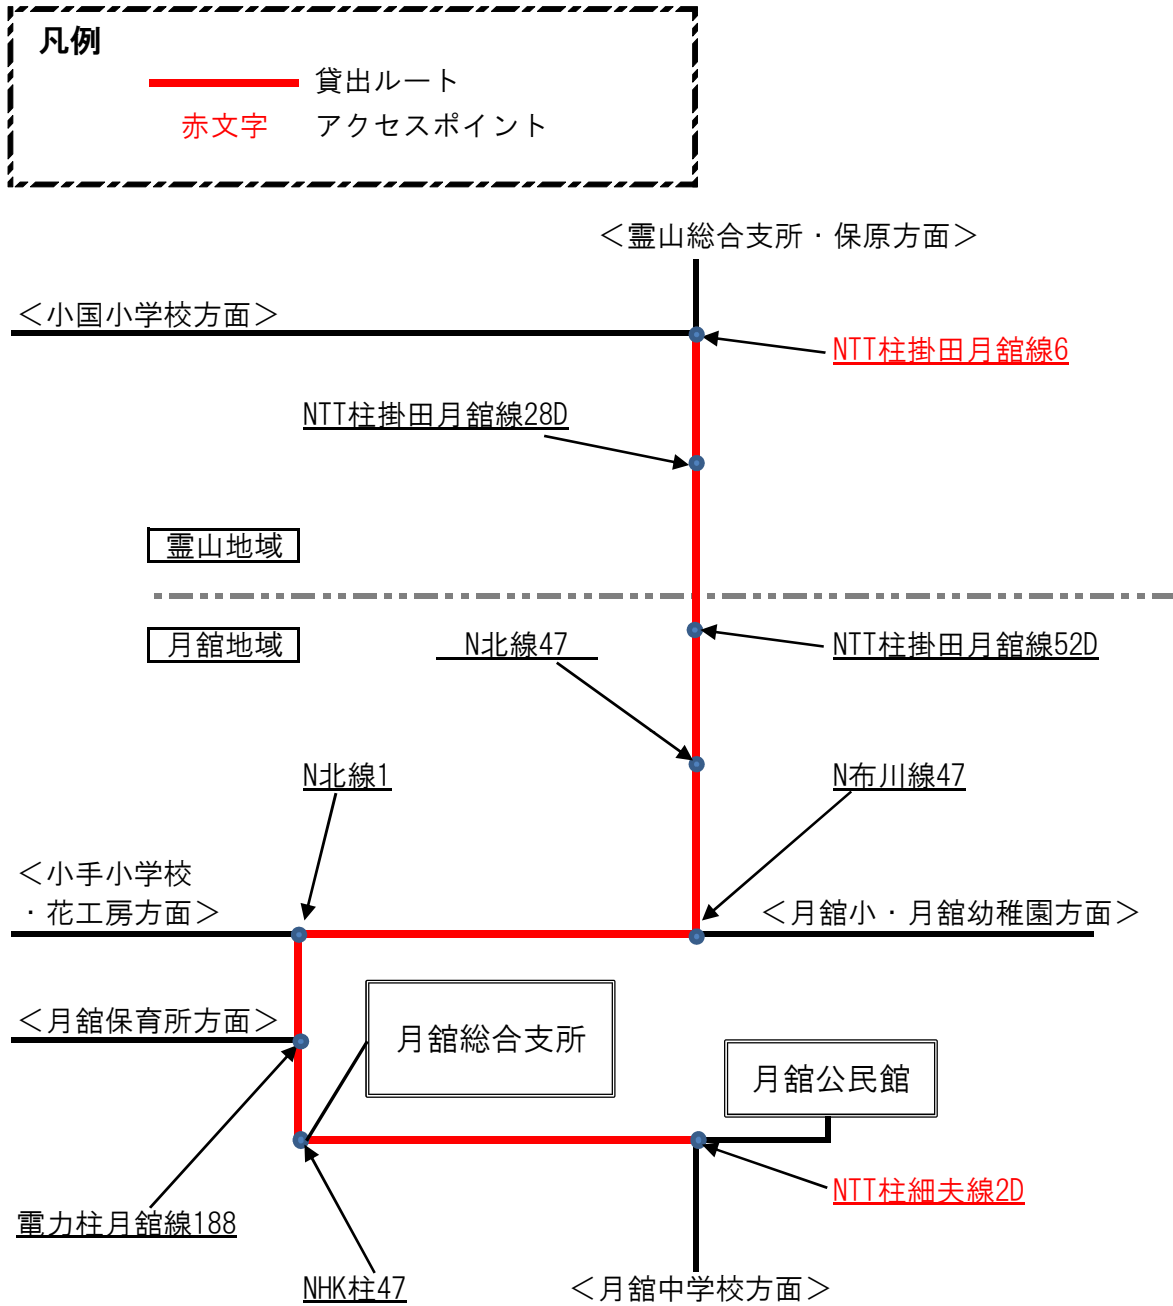 凡例
貸出ルート
赤文字 アクセスポイント
＜霊山総合支所・保原方面＞
＜小国小学校方面＞
NTT柱掛田月舘線6
NTT柱掛田月舘線28D
霊山地域
月舘地域
N北線47
NTT柱掛田月舘線52D
N北線1
N布川線47
＜小手小学校
・花工房方面＞
＜月舘小・月舘幼稚園方面＞
＜月舘保育所方面＞
月舘総合支所
月舘公民館
NTT柱細夫線2D
電力柱月舘線188
NHK柱47
＜月舘中学校方面＞